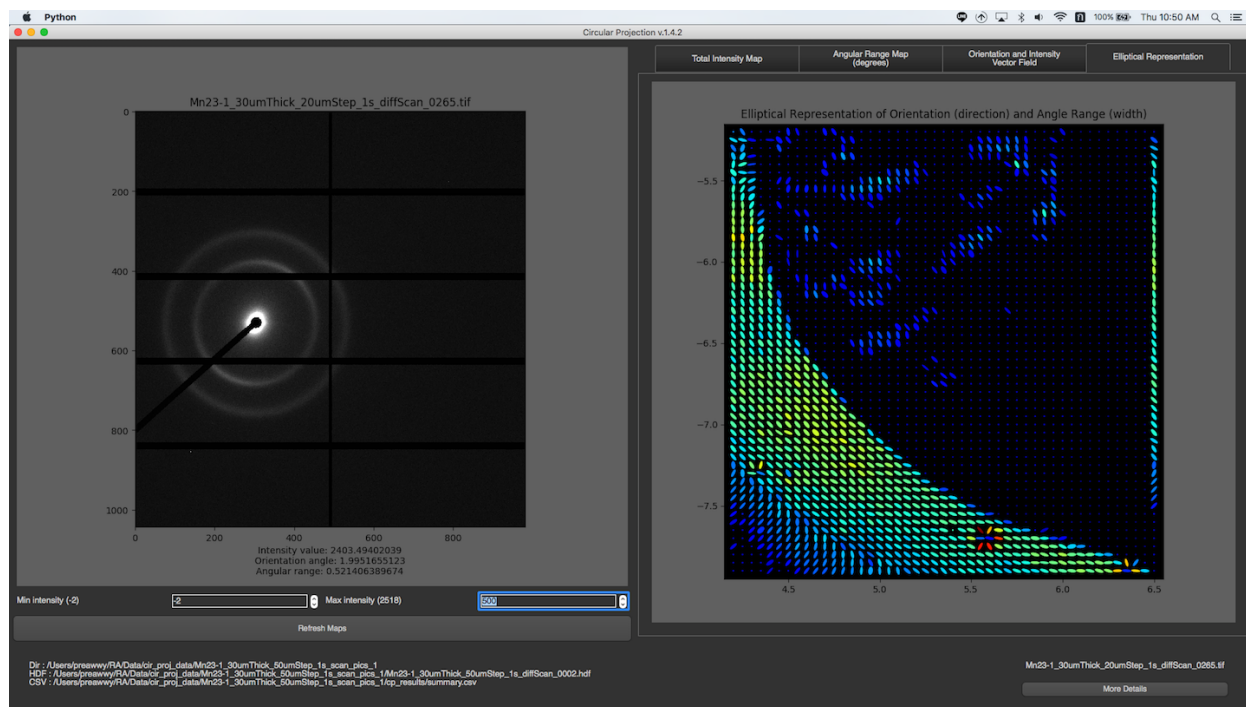 Python
100%
Thu 10:50 AM
Circular Projection v.1.4.2
Total Intensity Map
Angular Range Map
(degrees)
Orientation and Intensity
Vector Field
Elliptical Representation
Mn23-1_30umThick_20umStep_1s_diffScan_0265.tif
0
200
400
600
800
1000
0
200
400
600
800
Intensity value: 2403.49402039
Orientation angle: 1.9951655123
Angular range: 0.521406389674
Elliptical Representation of Orientation (direction) and Angle Range (width)
−5.5
−6.0
−6.5
−7.0
−7.5
4.5
5.0
5.5
6.0
6.5
Min intensity (-2)
-2
Max intensity (2518)
500
Refresh Maps
Dir : /Users/preawwy/RA/Data/cir_proj_data/Mn23-1_30umThick_50umStep_1s_scan_pics_1
HDF : /Users/preawwy/RA/Data/cir_proj_data/Mn23-1_30umThick_50umStep_1s_scan_pics_1/Mn23-1_30umThick_50umStep_1s_diffScan_0002.hdf
CSV : /Users/preawwy/RA/Data/cir_proj_data/Mn23-1_30umThick_50umStep_1s_scan_pics_1/cp_results/summary.csv
Mn23-1_30umThick_20umStep_1s_diffScan_0265.tif
More Details